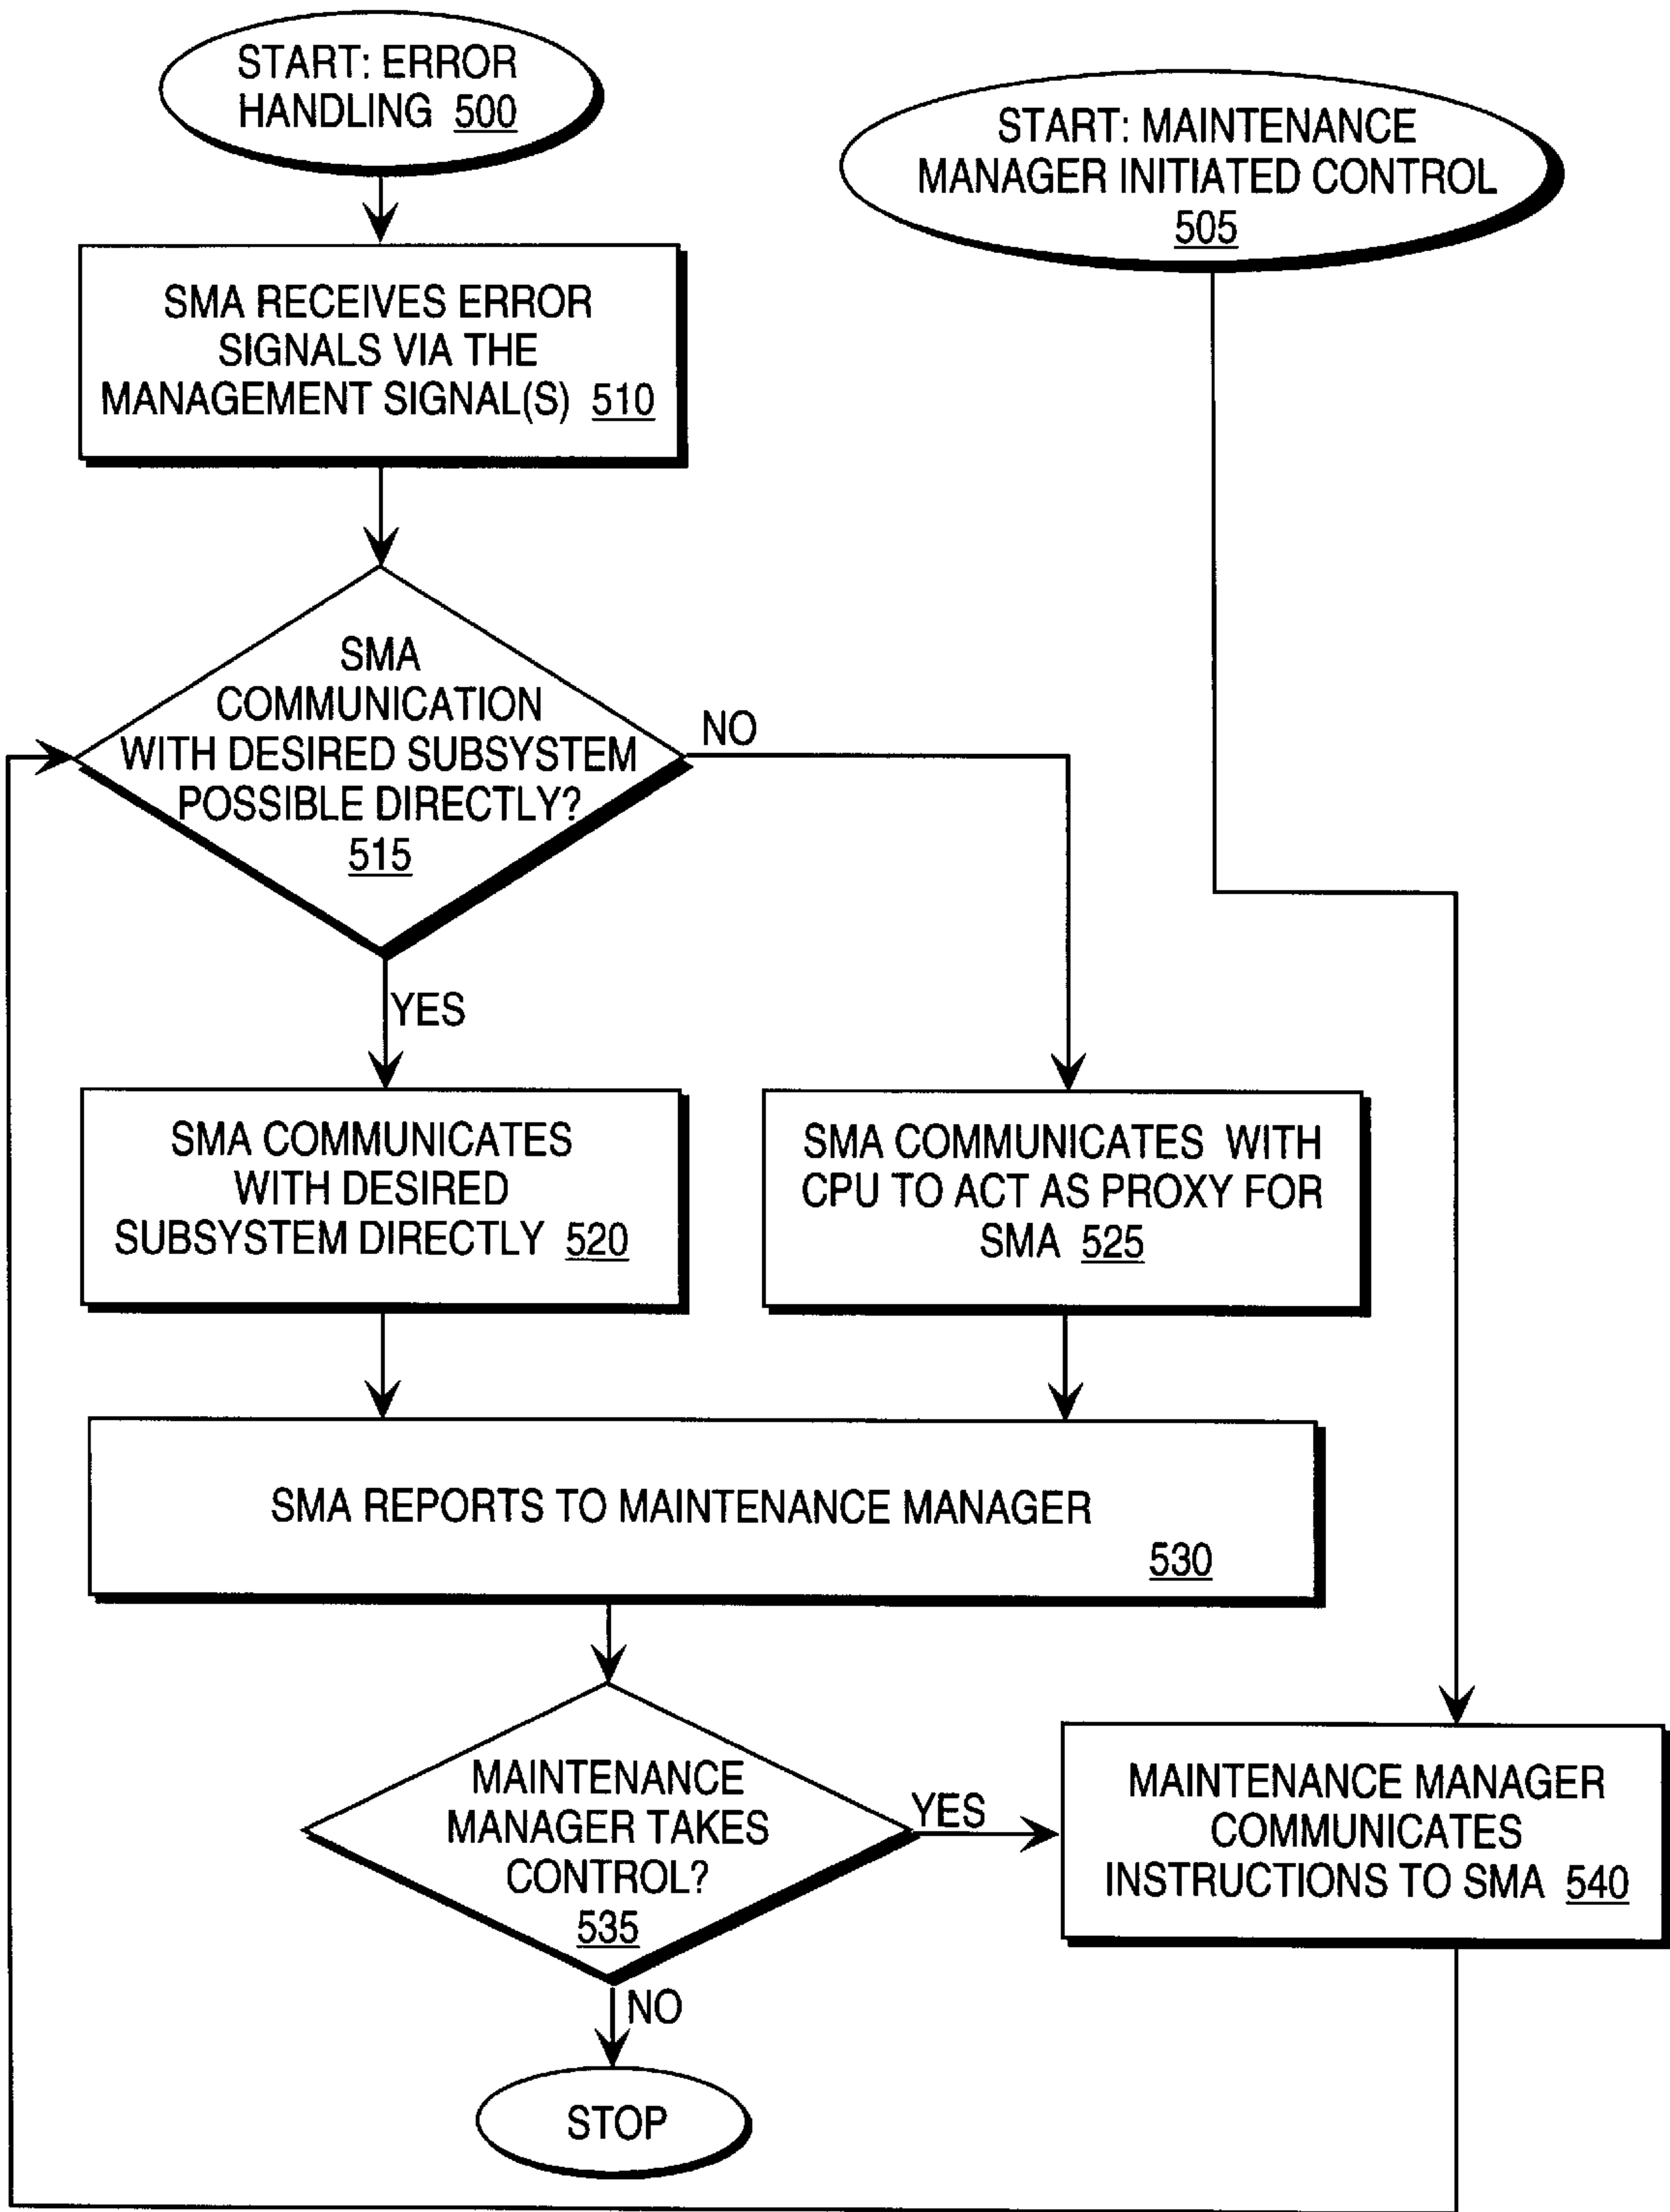 START: ERROR
HANDLING 500
START: MAINTENANCE
MANAGER INITIATED CONTROL
505
SMA RECEIVES ERROR
SIGNALS VIA THE
MANAGEMENT SIGNAL(S) 510
SMA
COMMUNICATION
WITH DESIRED SUBSYSTEM
POSSIBLE DIRECTLY?
515
NO
YES
SMA COMMUNICATES
WITH DESIRED
SUBSYSTEM DIRECTLY 520
SMA COMMUNICATES WITH
CPU TO ACT AS PROXY FOR
SMA 525
SMA REPORTS TO MAINTENANCE MANAGER
530
MAINTENANCE
MANAGER TAKES
CONTROL?
535
YES
MAINTENANCE MANAGER
COMMUNICATES
INSTRUCTIONS TO SMA 540
NO
STOP